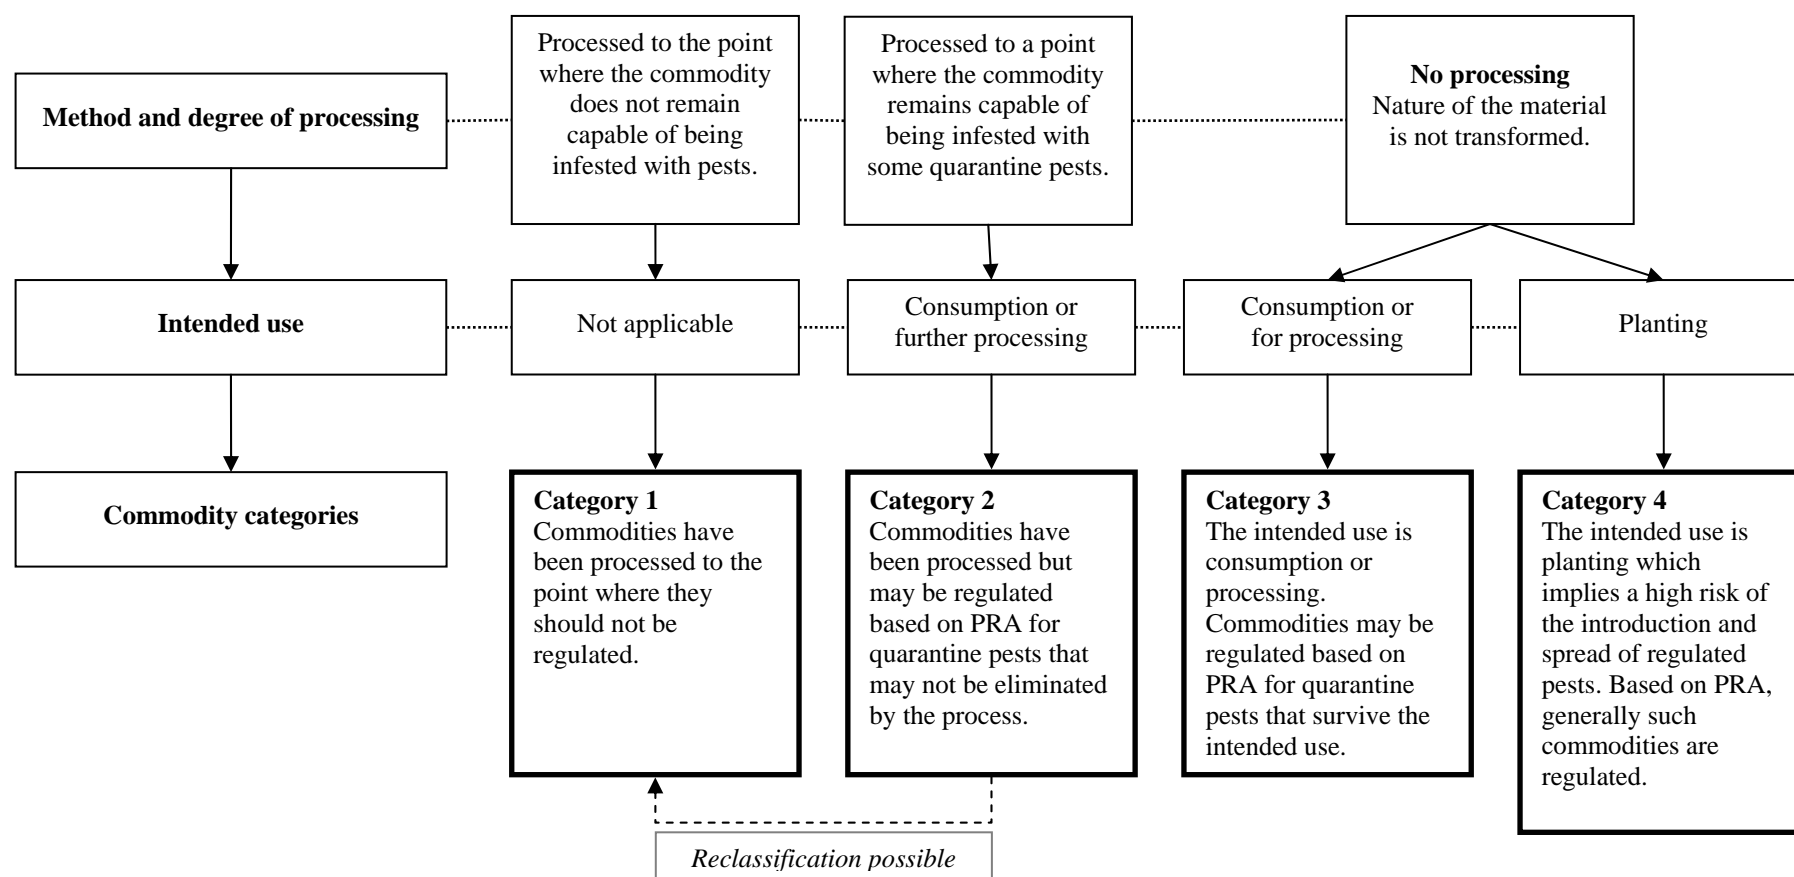 Method and degree of processing
Processed to the point
where the commodity
does not remain
capable of being
infested with pests.
Processed to a point
where the commodity
remains capable of
being infested with
some quarantine pests.
No processing
Nature of the material
is not transformed.
Intended use
Not applicable
Consumption or
further processing
Consumption or
for processing
Planting
Commodity categories
Category 1
Commodities have
been processed to the
point where they
should not be
regulated.
Category 2
Commodities have
been processed but
may be regulated
based on PRA for
quarantine pests that
may not be eliminated
by the process.
Category 3
The intended use is
consumption or
processing.
Commodities may be
regulated based on
PRA for quarantine
pests that survive the
intended use.
Category 4
The intended use is
planting which
implies a high risk of
the introduction and
spread of regulated
pests. Based on PRA,
generally such
commodities are
regulated.
Reclassification possible